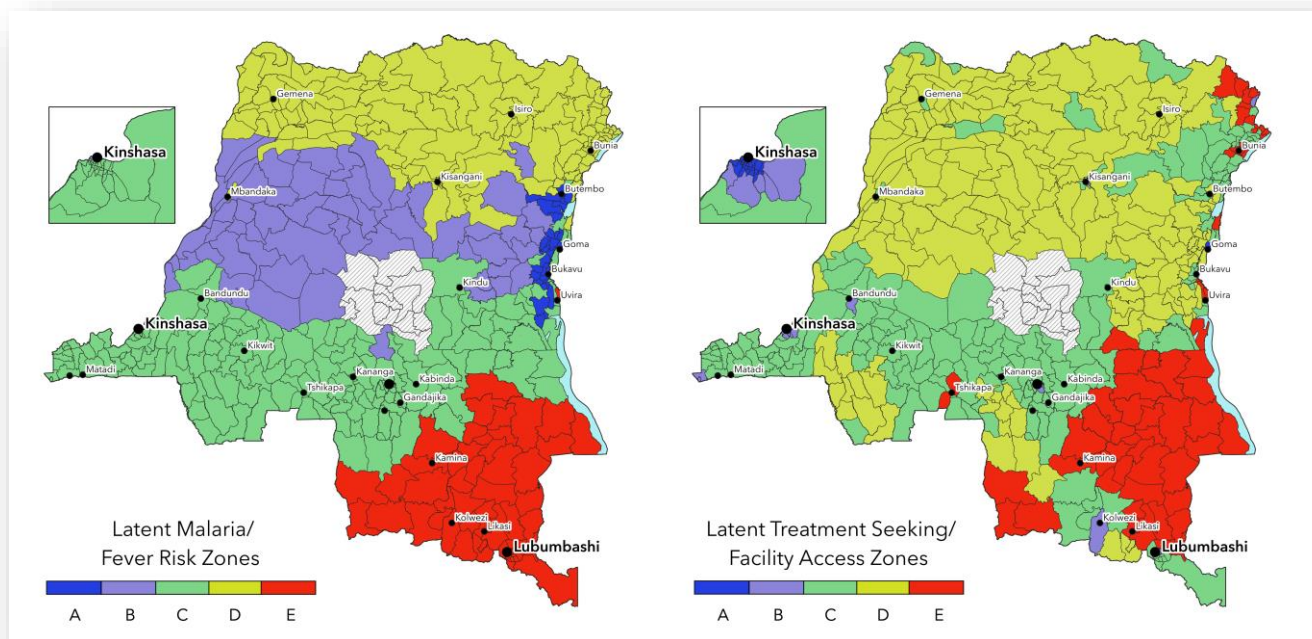 Kinshasa
Gemena
Isiro
Bunia
Kisangani
Butembo
Mbandaka
Goma
Bukavu
Kindu
Uvira
Bandundu
Kinshasa
Kikwit
Matadi
Kananga
Kabinda
Tshikapa
Gandajika
Kamina
Kolwezi
Likasi
Lubumbashi
Latent Malaria/
Fever Risk Zones
A B C D E
Kinshasa
Gemena
Isiro
Bunia
Kisangani
Butembo
Mbandaka
Goma
Bukavu
Kindu
Uvira
Bandundu
Kinshasa
Kikwit
Matadi
Kananga
Kabinda
Tshikapa
Gandajika
Kamina
Kolwezi
Likasi
Lubumbashi
Latent Treatment Seeking/
Facility Access Zones
A B C D E